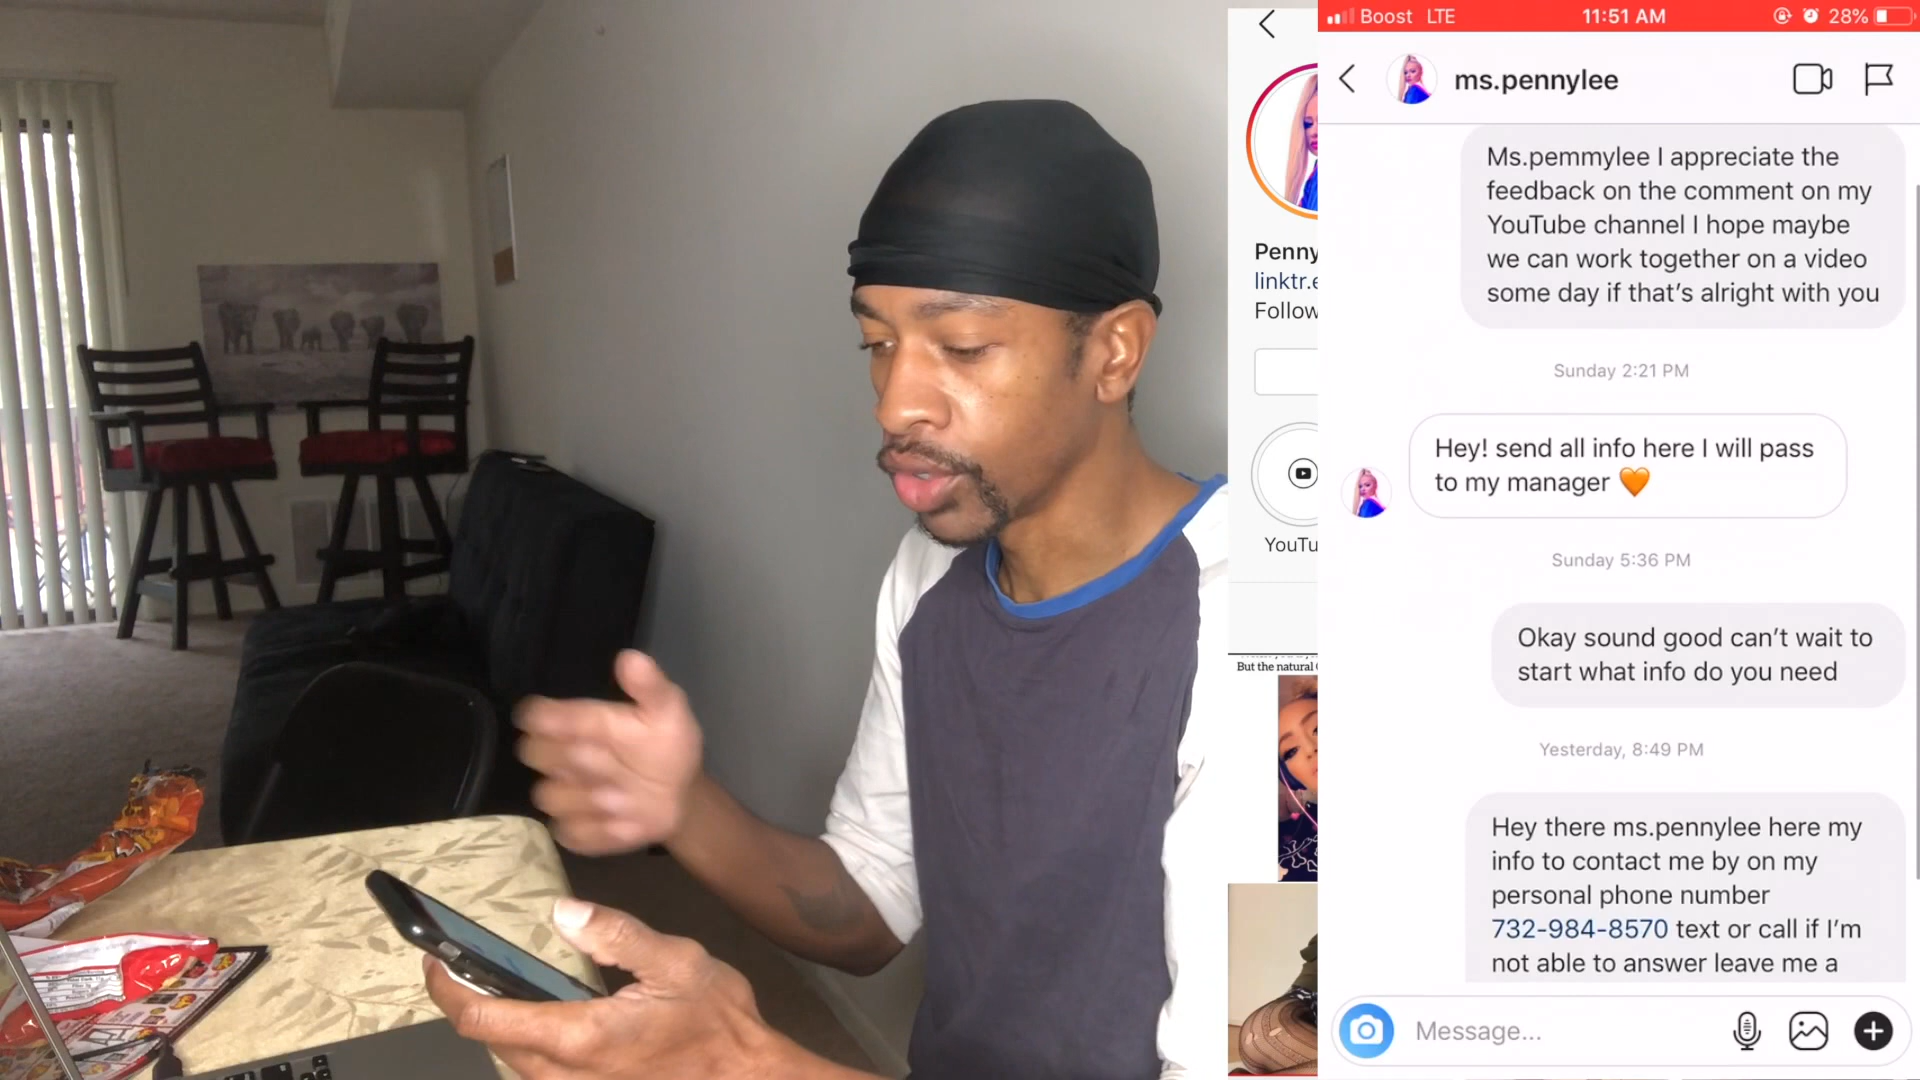 Boost LTE 11:51 AM 28%
ms.pennylee
Ms.pemmylee I appreciate the
feedback on the comment on my
YouTube channel I hope maybe
we can work together on a video
some day if that's alright with you
Sunday 2:21 PM
Hey! send all info here I will pass
to my manager 🧡
Sunday 5:36 PM
Okay sound good can't wait to
start what info do you need
Yesterday, 8:49 PM
Hey there ms.pennylee here my
info to contact me by on my
personal phone number
732-984-8570 text or call if I'm
not able to answer leave me a
Message...
Penny
linktr.e
Follow
YouTu
But the natural